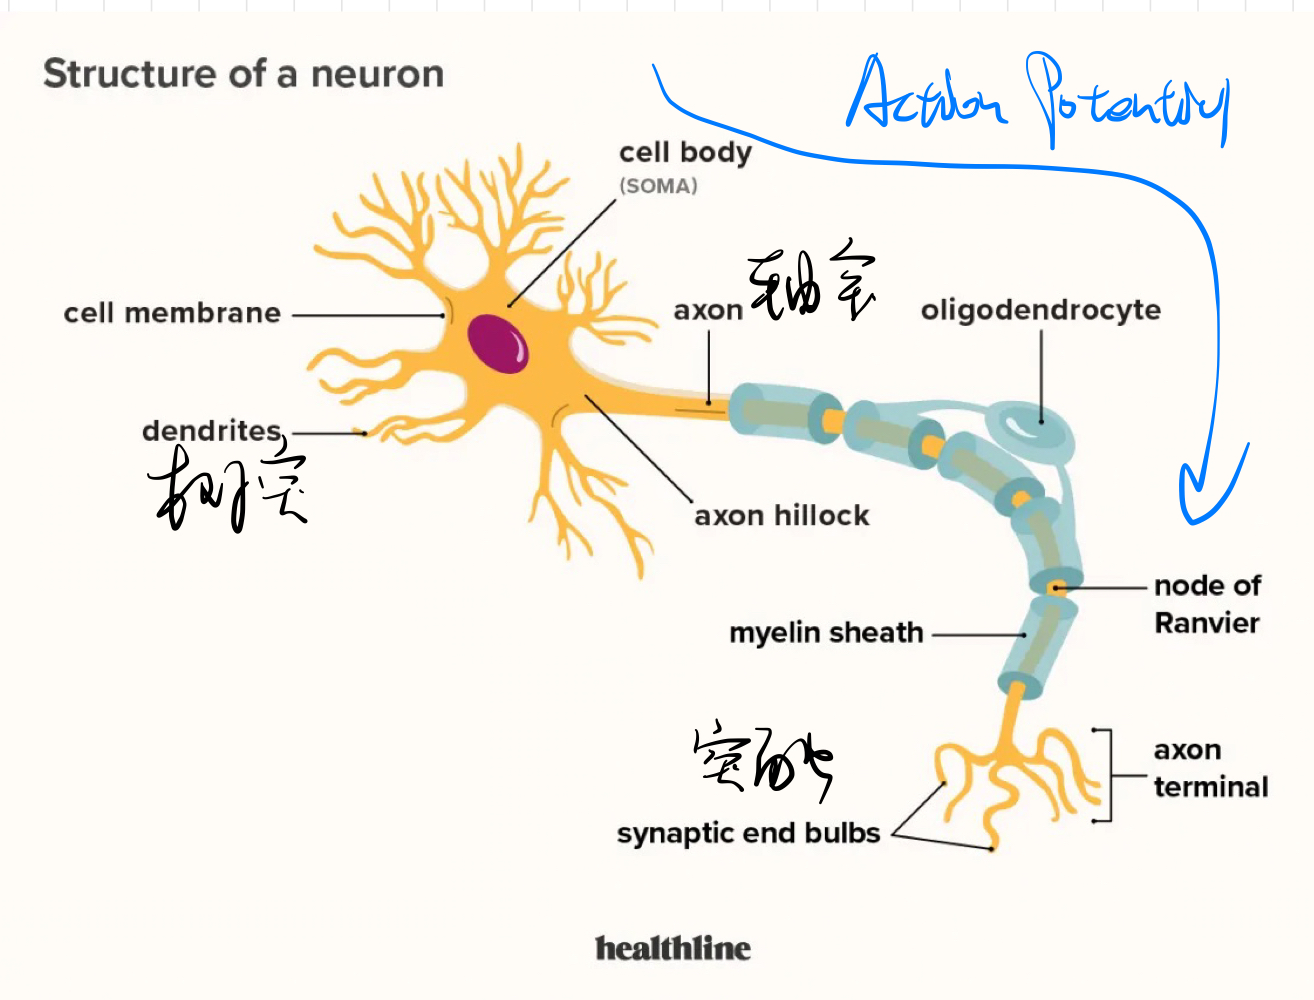 Structure of a neuron
Action Potential
cell body
(SOMA)
cell membrane
axon 轴突
oligodendrocyte
dendrites
树突
axon hillock
node of
Ranvier
myelin sheath
突触
axon
terminal
synaptic end bulbs
healthline